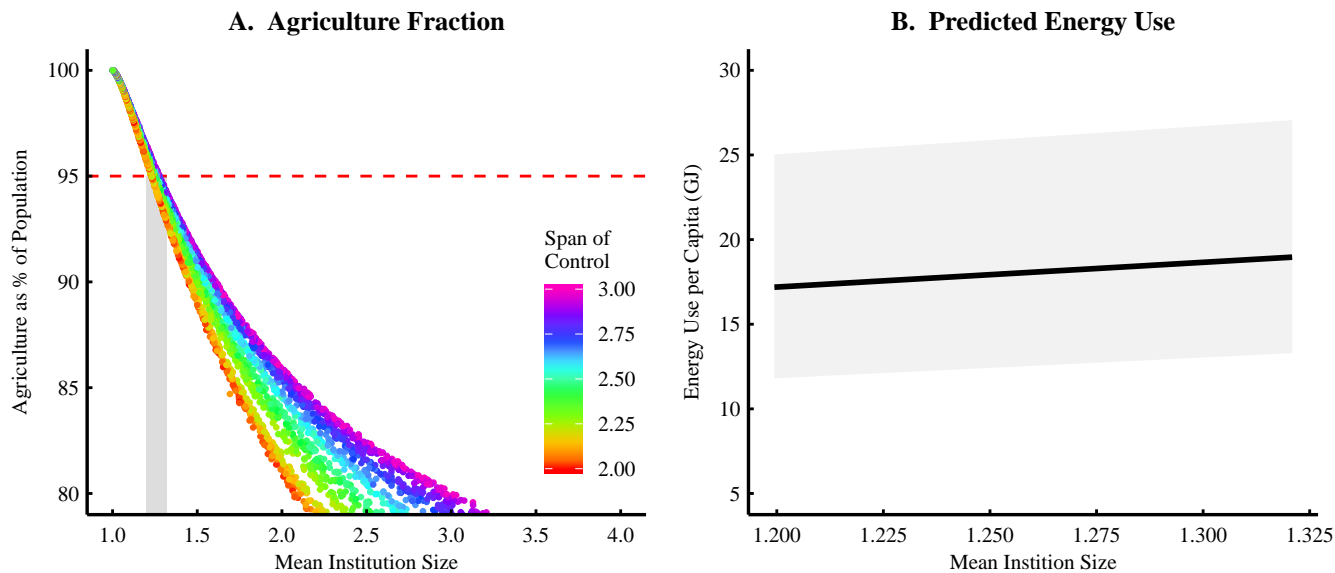 A. Agriculture Fraction
Agriculture as % of Population
100
95
90
85
80
1.0 1.5 2.0 2.5 3.0 3.5 4.0
Mean Institution Size
Span of
Control
3.00
2.75
2.50
2.25
2.00
B. Predicted Energy Use
Energy Use per Capita (GJ)
30
25
20
15
10
5
1.200 1.225 1.250 1.275 1.300 1.325
Mean Instition Size